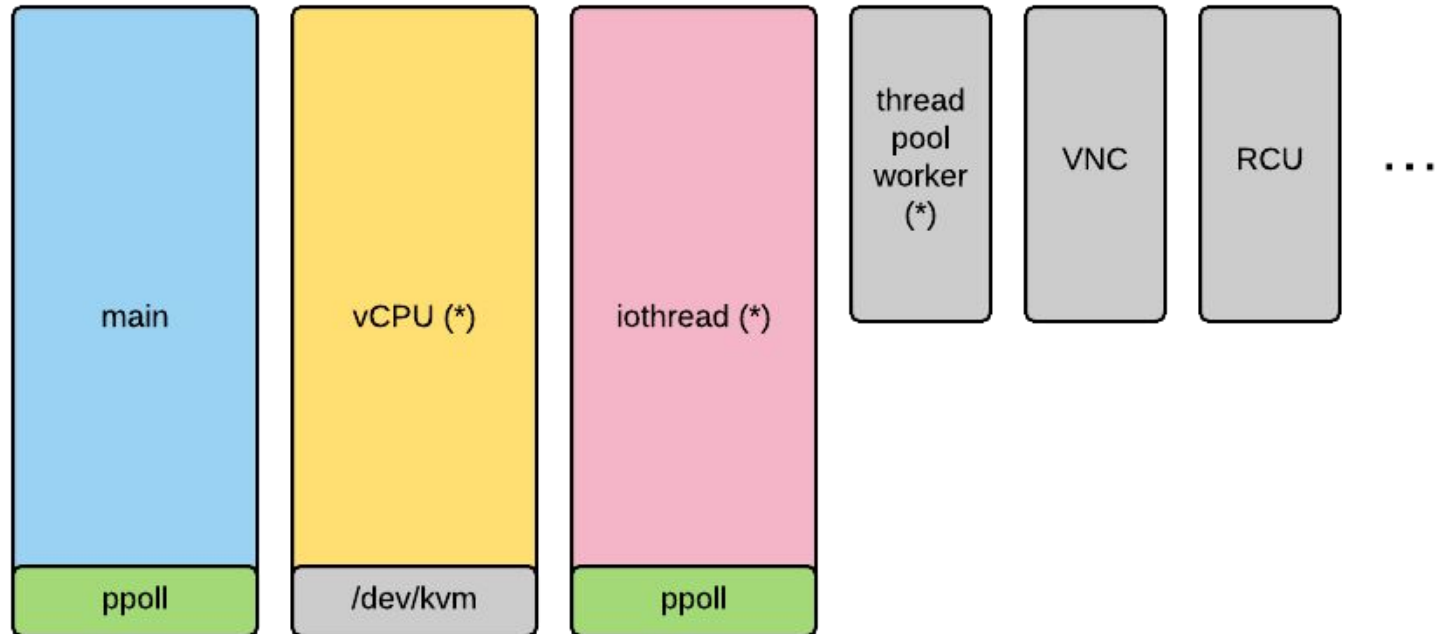 main
vCPU (*)
iothread (*)
thread
pool
worker
(*)
VNC
RCU
...
ppoll
/dev/kvm
ppoll